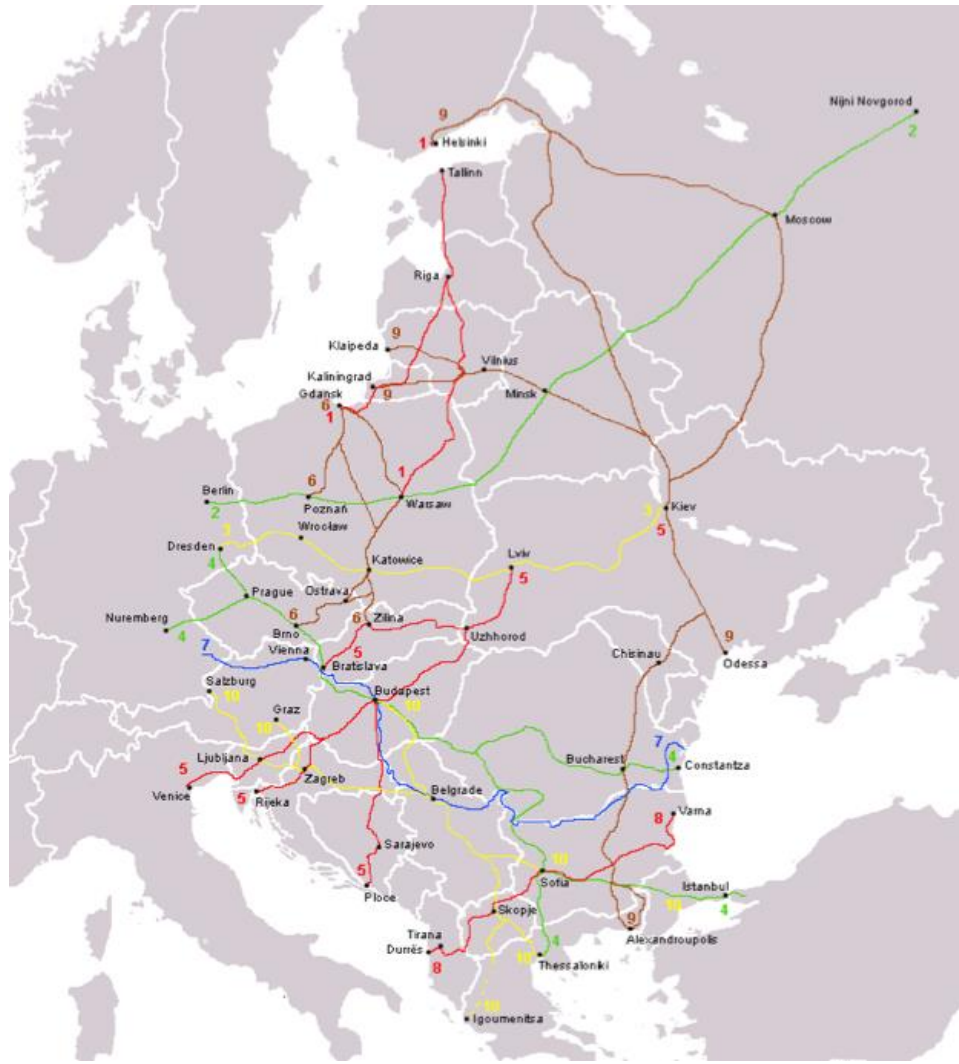 Nijni Novgorod
2
9
1
Helsinki
Tallinn
Moscow
Riga
9
Klaipeda
Vilnius
Kaliningrad
9
Minsk
Gdansk
6
1
1
6
Berlin
2
Poznań
Warsaw
3
Kiev
5
3
Wrocław
Dresden
4
Lviv
5
Katowice
Prague
Ostrava
Nuremberg
4
6
Brno
6
Zilina
Uzhhorod
5
9
Odessa
7
Vienna
Bratislava
Chisinau
Salzburg
10
Budapest
10
Graz
10
7
4
Constantza
Bucharest
Ljubljana
5
Zagreb
Venice
5
Rijeka
Belgrade
8
Varna
Sarajevo
5
Ploce
10
Sofia
Istanbul
10
4
Skopje
9
Alexandroupolis
Tirana
Durrës
8
4
10
Thessaloniki
10
Igoumenitsa